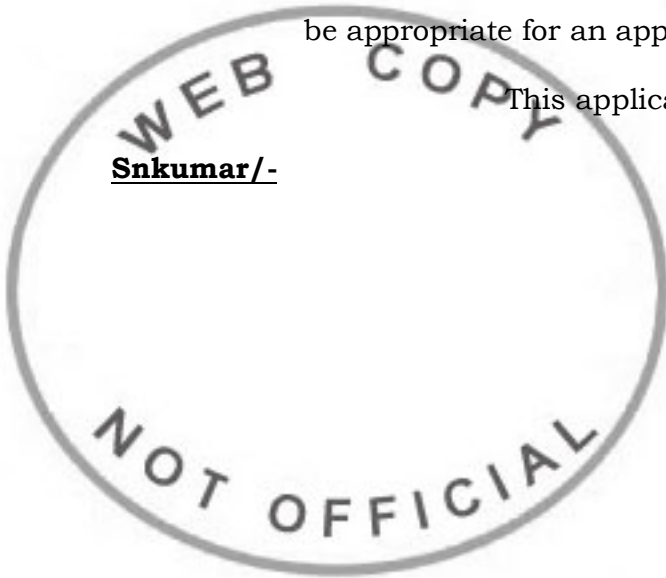 be appropriate for an app
This applica
Snkumar/-
WEB COPY
NOT OFFICIAL